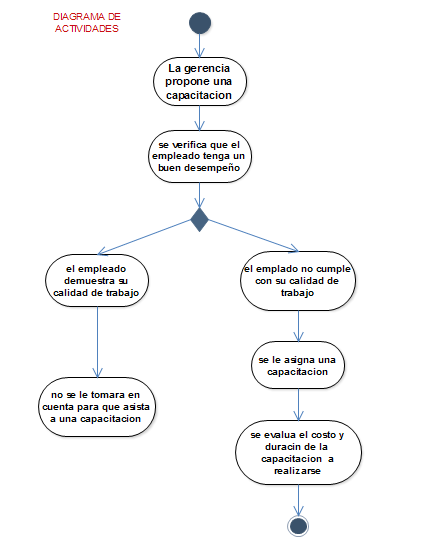 DIAGRAMA DE
ACTIVIDADES
La gerencia
propone una
capacitacion
se verifica que el
empleado tenga un
buen desempeño
el empleado
demuestra su
calidad de trabajo
el emplado no cumple
con su calidad de
trabajo
se le asigna una
capacitacion
no se le tomara en
cuenta para que asista
a una capacitacion
se evalua el costo y
duracin de la
capacitacion a
realizarse